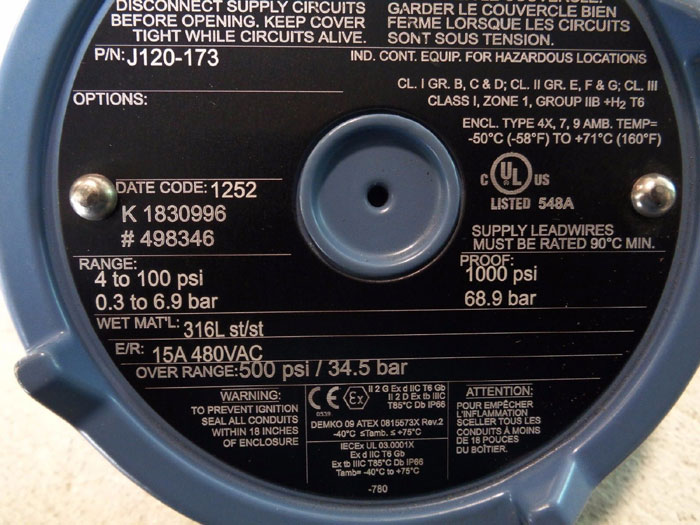 DISCONNECT SUPPLY CIRCUITS
BEFORE OPENING. KEEP COVER
TIGHT WHILE CIRCUITS ALIVE.
GARDER LE COUVERCLE BIEN
FERME LORSQUE LES CIRCUITS
SONT SOUS TENSION.
P/N: J120-173
IND. CONT. EQUIP. FOR HAZARDOUS LOCATIONS
CL. I GR. B, C & D; CL. II GR. E, F & G; CL. III
CLASS I, ZONE 1, GROUP IIB +H2 T6
OPTIONS:
ENCL. TYPE 4X, 7, 9 AMB. TEMP=
-50°C (-58°F) TO +71°C (160°F)
C UL US
LISTED 548A
DATE CODE: 1252
K 1830996
# 498346
SUPPLY LEADWIRES
MUST BE RATED 90°C MIN.
RANGE:
4 to 100 psi
0.3 to 6.9 bar
PROOF:
1000 psi
68.9 bar
WET MAT'L: 316L st/st
E/R: 15A 480VAC
OVER RANGE: 500 psi / 34.5 bar
WARNING:
TO PREVENT IGNITION
SEAL ALL CONDUITS
WITHIN 18 INCHES
OF ENCLOSURE
CE Ex
II 2 G Ex d IIC T6 Gb
II 2 D Ex tb IIIC
T85°C Db IP66
DEMKO 09 ATEX 0815573X Rev.2
-40°C ≤Tamb. ≤ +75°C
IECEx UL 03.0001X
Ex d IIC T6 Gb
Ex tb IIIC T85°C Db IP66
Tamb= -40°C to +75°C
-780
ATTENTION:
POUR EMPÊCHER
L'INFLAMMATION
SCELLER TOUS LES
CONDUITS À MOINS
DE 18 POUCES
DU BOÎTIER.